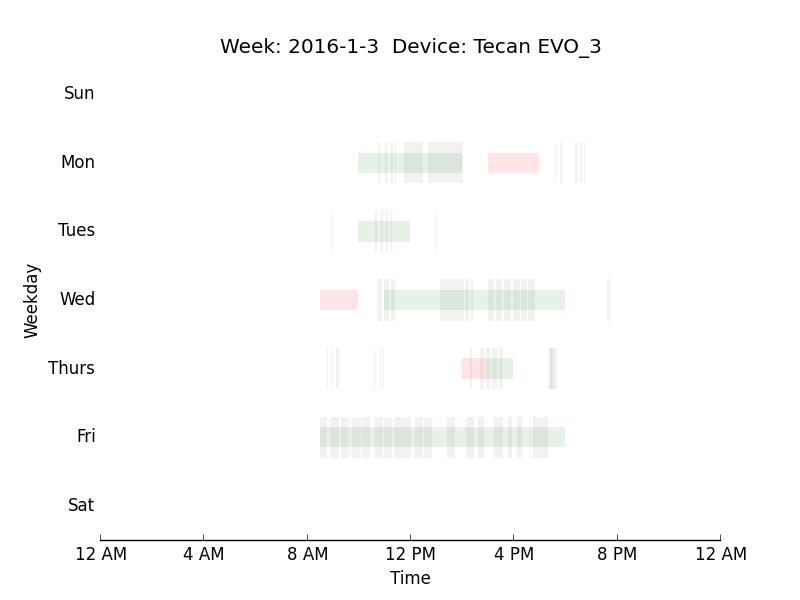 Week: 2016-1-3  Device: Tecan EVO_3
Sun
Mon
Tues
Wed
Thurs
Fri
Sat
Weekday
12 AM 4 AM 8 AM 12 PM 4 PM 8 PM 12 AM
Time